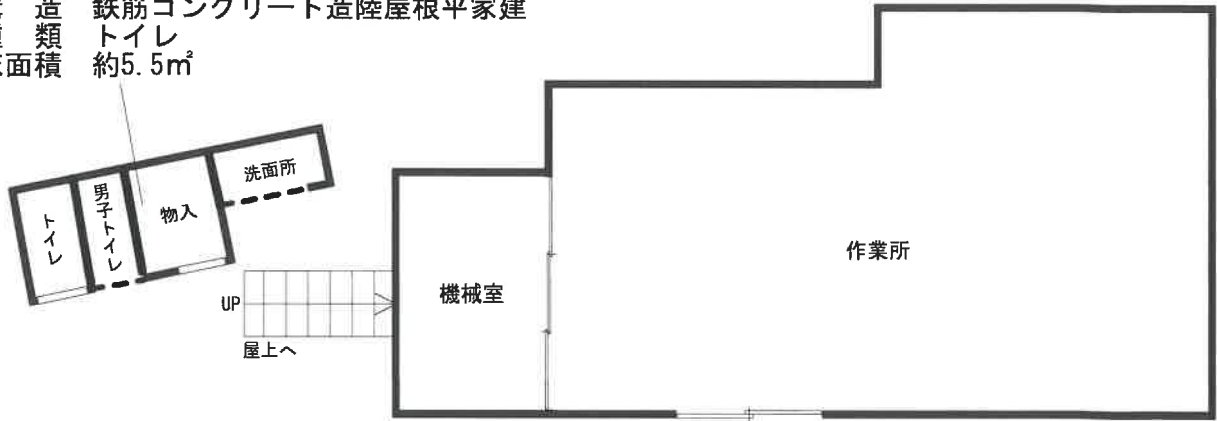 造 鉄筋コンクリート造陸屋根平家建
類 トイレ
面積 約5.5㎡
洗面所
物入
男子トイレ
トイレ
作業所
機械室
UP
屋上へ